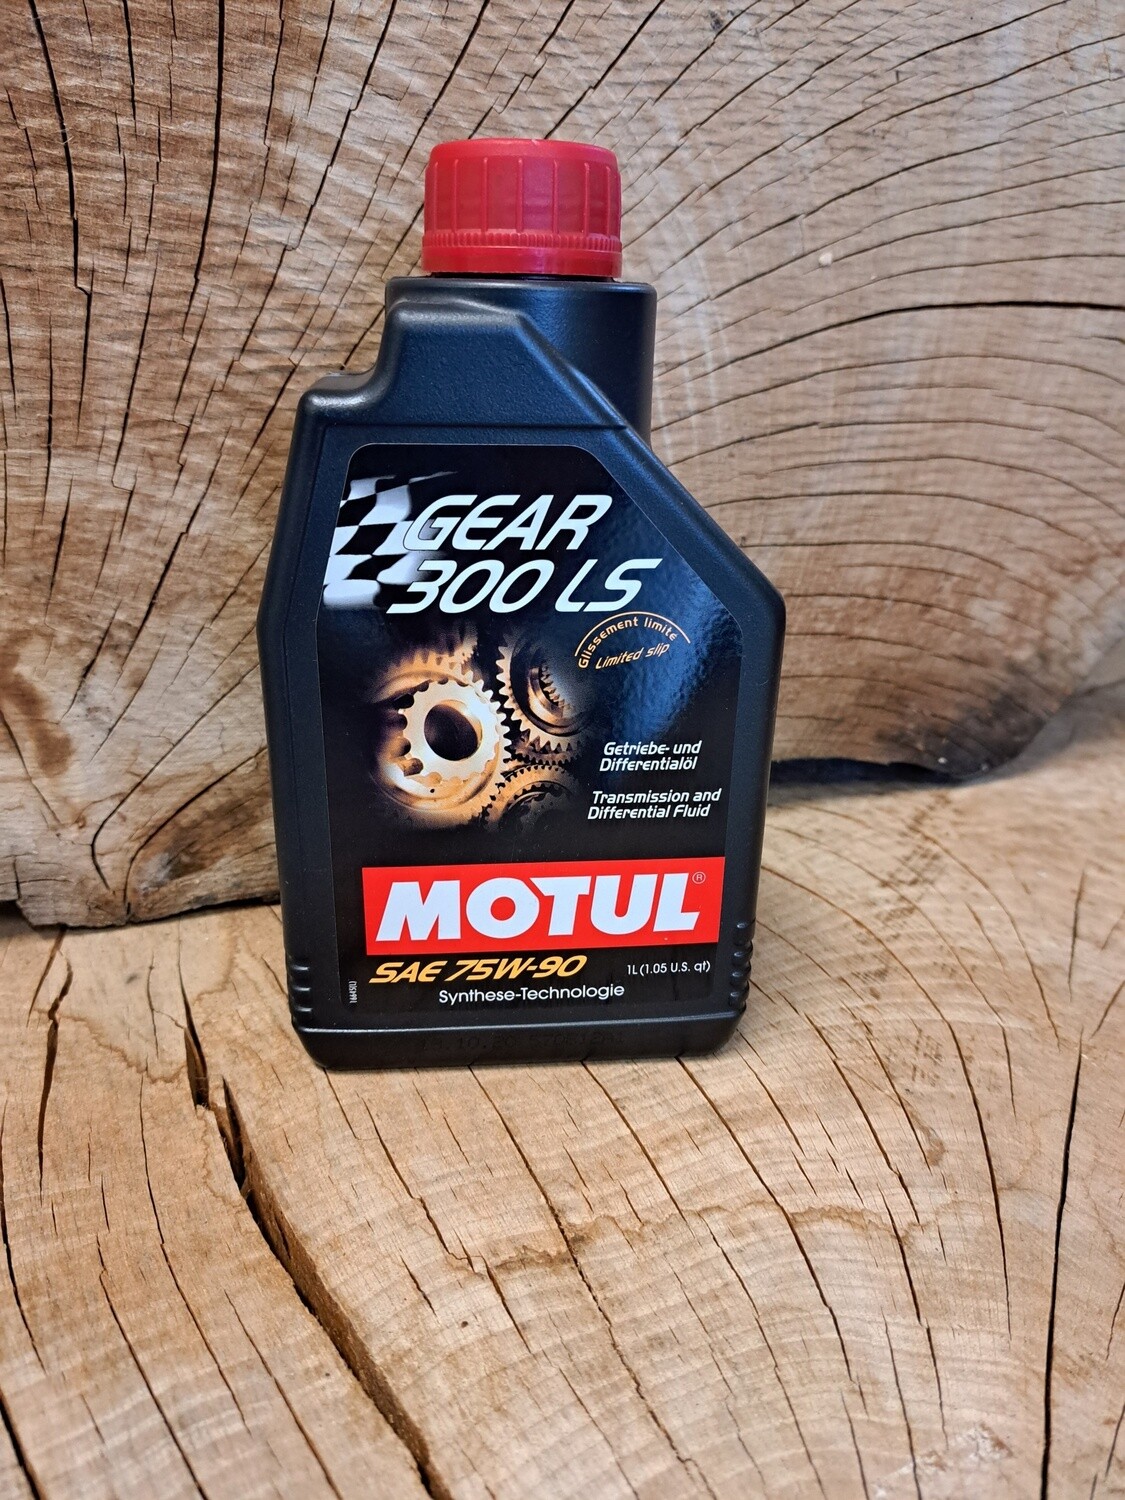 GEAR
300 LS
Glissement limité
Limited slip
Getriebe- und
Differentialöl
Transmission and
Differential Fluid
MOTUL®
SAE 75W-90
1L (1.05 U.S. qt)
Synthese-Technologie